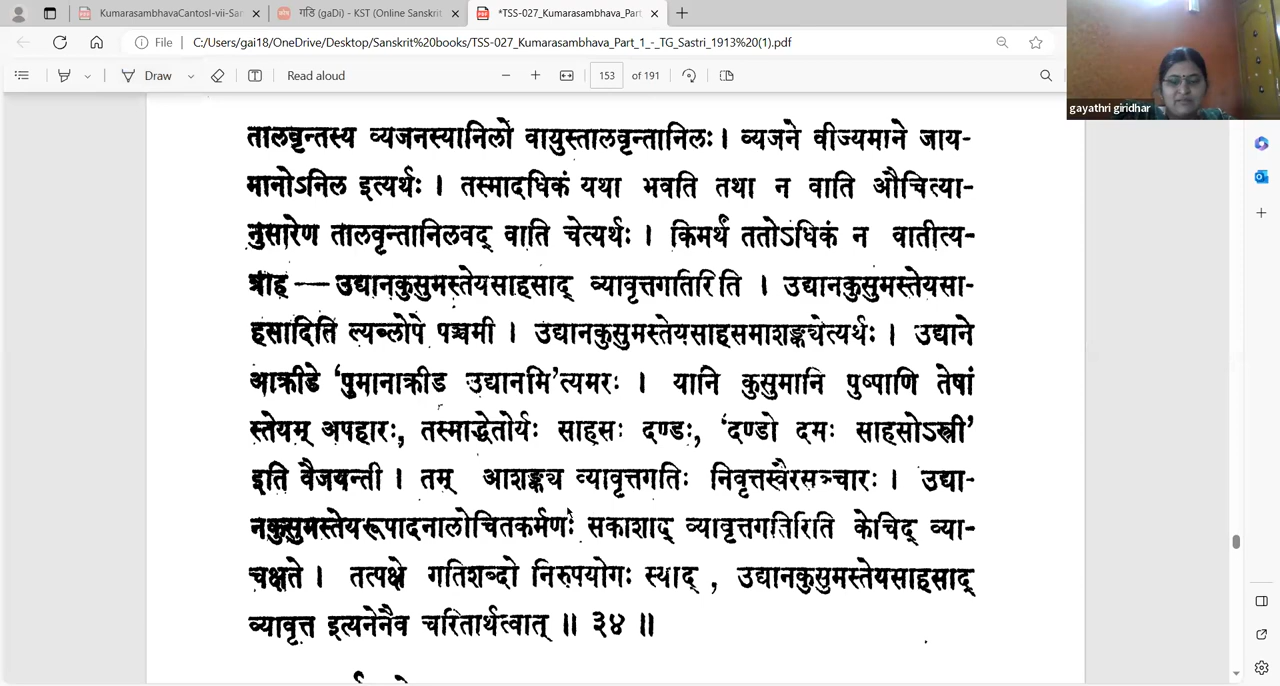 KumarasambhavaCantosI-vii-San
गडि (gaDi) - KST (Online Sanskrit
*TSS-027_Kumarasambhava_Part_
File
C:/Users/gai18/OneDrive/Desktop/Sanskrit%20books/TSS-027_Kumarasambhava_Part_1_-_TG_Sastri_1913%20(1).pdf
Draw
Read aloud
153
of 191
gayathri giridhar
तालवृन्तस्य व्यजनस्यानिलो वायुस्तालवृन्तानिलः । व्यजने वीज्यमाने जाय-
मानोऽनिल इत्यर्थः । तस्मादधिकं यथा भवति तथा न वाति औचित्या-
नुसारेण तालवृन्तानिलवद् वाति चेत्यर्थः । किमर्थं ततोऽधिकं न वातीत्य-
त्राह — उद्यानकुसुमस्तेयसाहसाद् व्यावृत्तगतिरिति । उद्यानकुसुमस्तेयसा-
हसादिति ल्यब्लोपे पञ्चमी । उद्यानकुसुमस्तेयसाहसमाशङ्क्येत्यर्थः । उद्याने
आक्रीडे ‘पुमानाक्रीड उद्यानमि’त्यमरः । यानि कुसुमानि पुष्पाणि तेषां
स्तेयम् अपहारः, तस्माद्धेतोर्यः साहसः दण्डः, ‘दण्डो दमः साहसोऽस्त्री’
इति वैजयन्ती । तम् आशङ्क्य व्यावृत्तगतिः निवृत्तस्वैरसञ्चारः । उद्या-
नकुसुमस्तेयरूपादनालोचितकर्मणः सकाशाद् व्यावृत्तगतिरिति केचिद् व्या-
चक्षते । तत्पक्षे गतिशब्दो निरुपयोगः स्याद् , उद्यानकुसुमस्तेयसाहसाद्
व्यावृत्त इत्यनेनैव चरितार्थत्वात् ॥ ३४ ॥